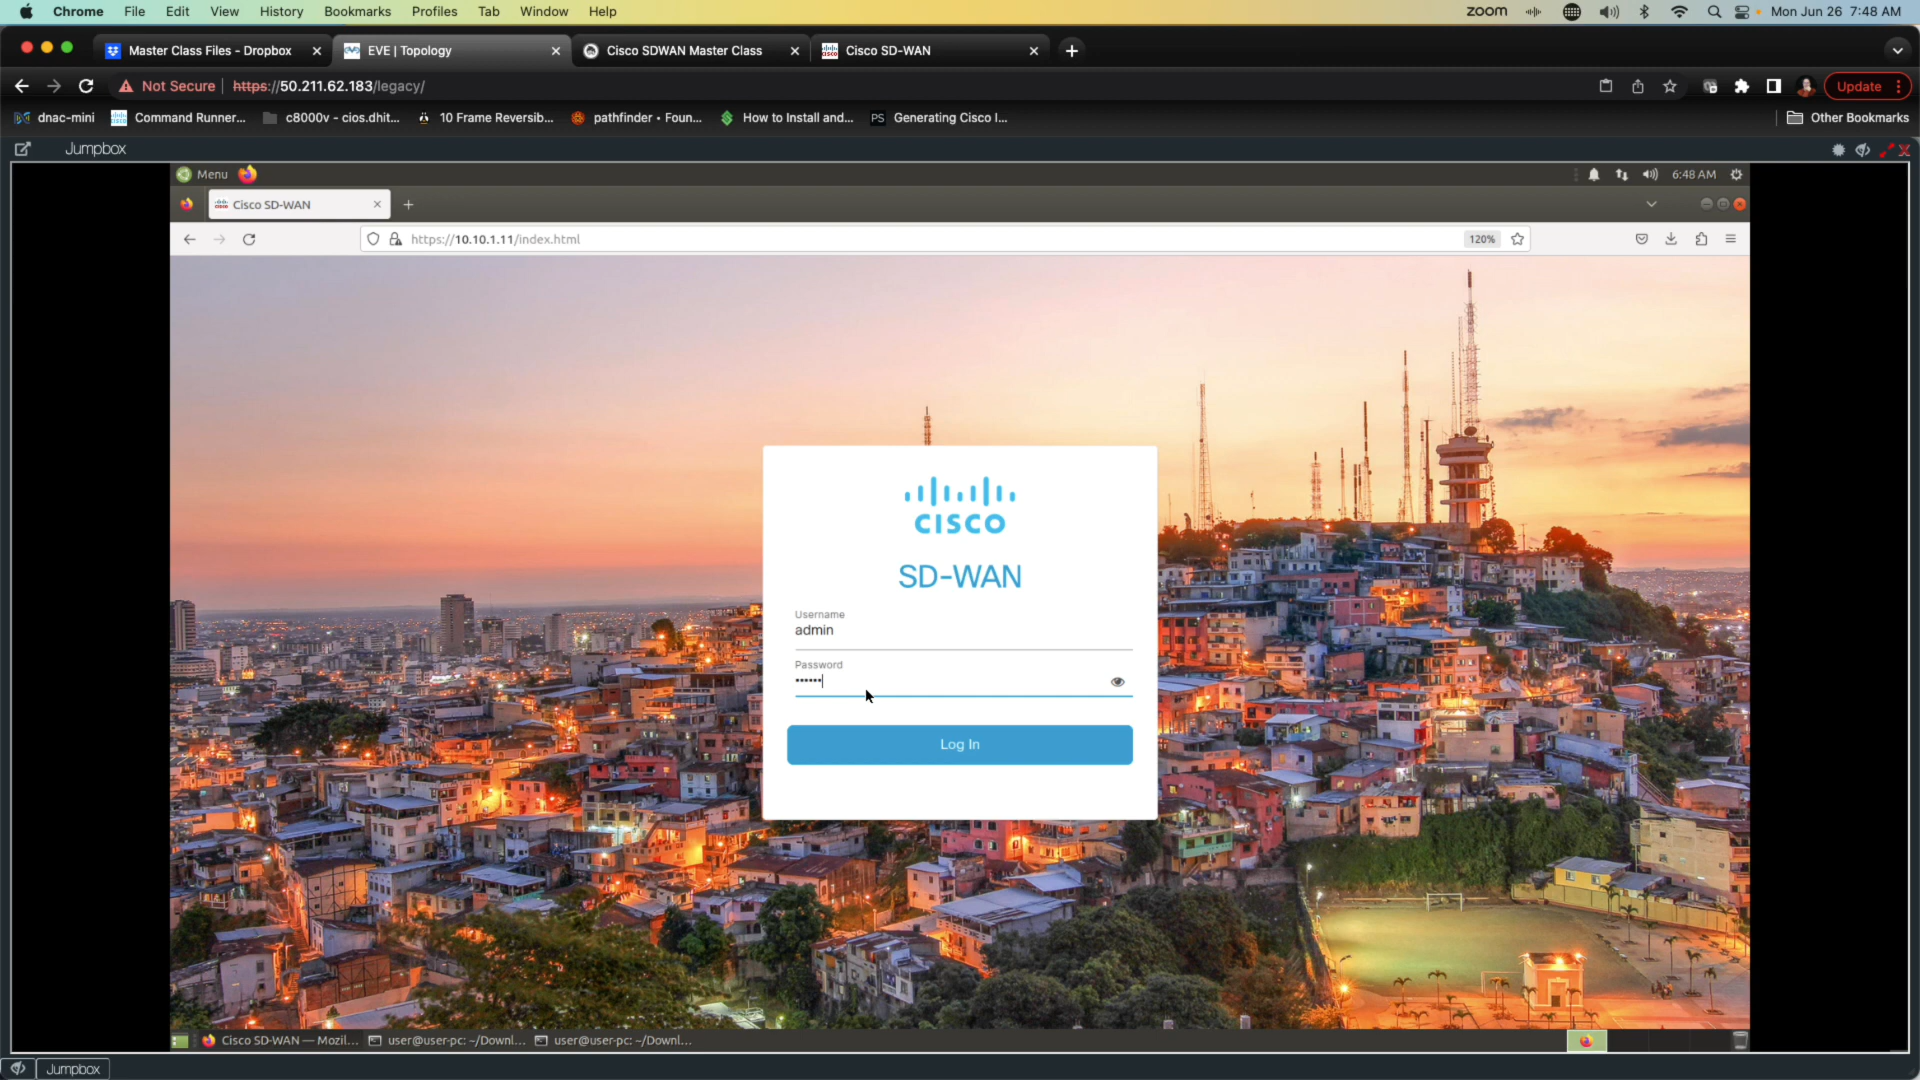 Chrome File Edit View History Bookmarks Profiles Tab Window Help zoom Mon Jun 26 7:48 AM
Master Class Files - Dropbox EVE | Topology Cisco SDWAN Master Class Cisco SD-WAN
Not Secure https://50.211.62.183/legacy/ Update
dnac-mini Command Runner... c8000v - cios.dhit... 10 Frame Reversib... pathfinder • Foun... How to Install and... PS Generating Cisco I... Other Bookmarks
Jumpbox
Menu 6:48 AM
Cisco SD-WAN
https://10.10.1.11/index.html 120%
CISCO
SD-WAN
Username
admin
Password
••••••
Log In
Cisco SD-WAN — Mozil... user@user-pc: ~/Downl... user@user-pc: ~/Downl...
Jumpbox